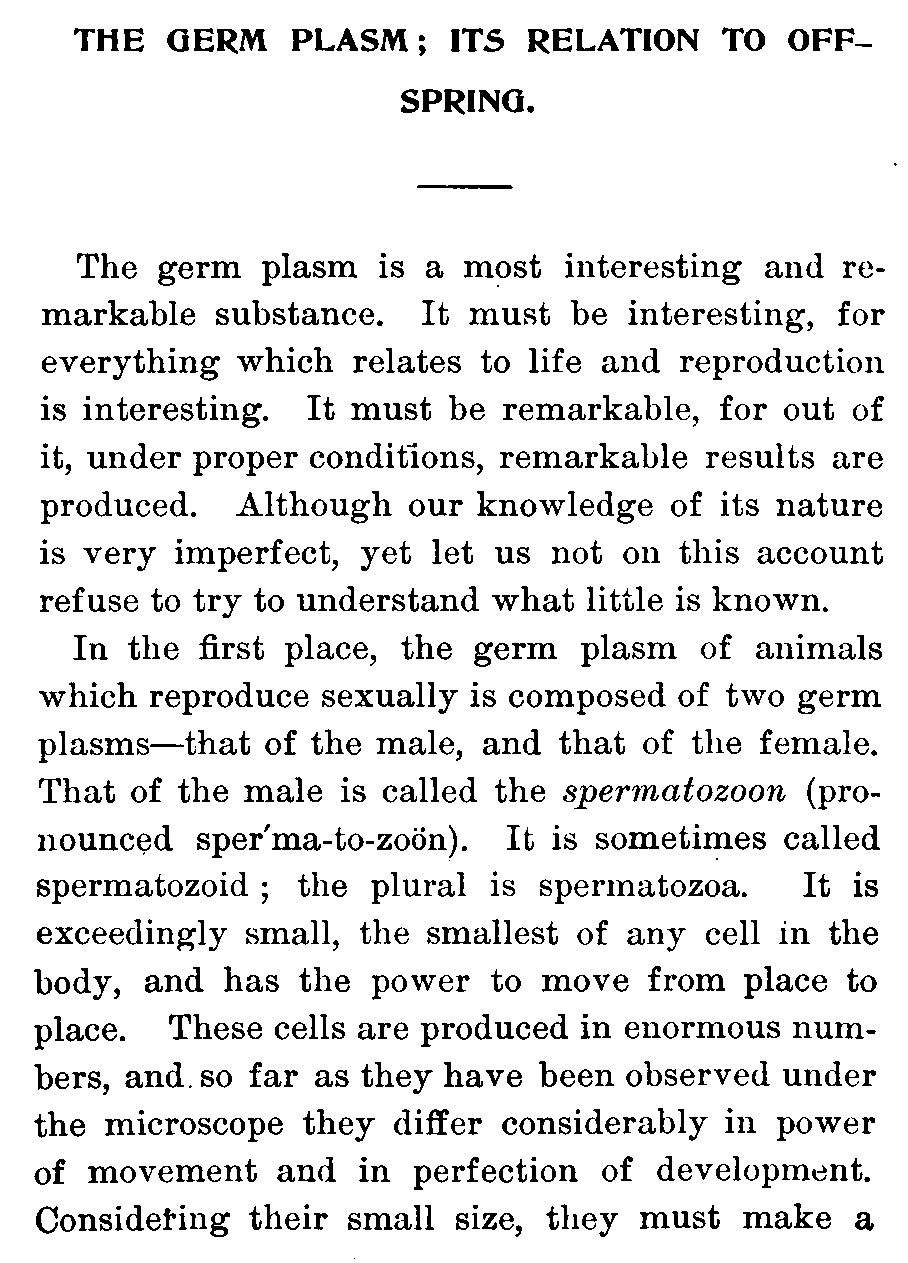 THE GERM PLASM; ITS RELATION TO OFF-
SPRING.
The germ plasm is a most interesting and re-
markable substance. It must be interesting, for
everything which relates to life and reproduction
is interesting. It must be remarkable, for out of
it, under proper conditions, remarkable results are
produced. Although our knowledge of its nature
is very imperfect, yet let us not on this account
refuse to try to understand what little is known.
In the first place, the germ plasm of animals
which reproduce sexually is composed of two germ
plasms—that of the male, and that of the female.
That of the male is called the spermatozoon (pro-
nounced sper′ma-to-zoön). It is sometimes called
spermatozoid; the plural is spermatozoa. It is
exceedingly small, the smallest of any cell in the
body, and has the power to move from place to
place. These cells are produced in enormous num-
bers, and so far as they have been observed under
the microscope they differ considerably in power
of movement and in perfection of development.
Considering their small size, they must make a